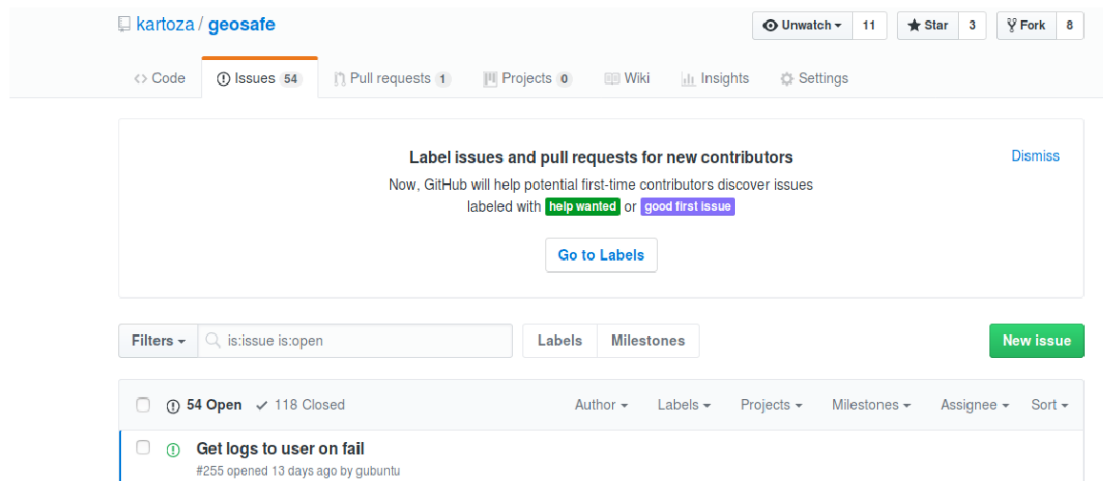 kartoza / geosafe
Unwatch 11 Star 3 Fork 8
Code Issues 54 Pull requests 1 Projects 0 Wiki Insights Settings
Label issues and pull requests for new contributors
Dismiss
Now, GitHub will help potential first-time contributors discover issues
labeled with help wanted or good first issue
Go to Labels
Filters is:issue is:open Labels Milestones New issue
54 Open 118 Closed Author Labels Projects Milestones Assignee Sort
Get logs to user on fail
#255 opened 13 days ago by gubuntu